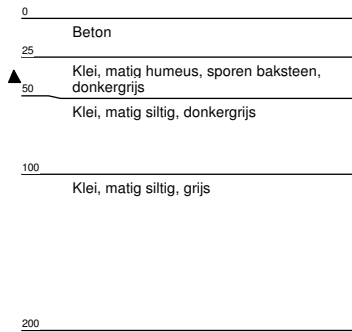 0
Beton
25
Klei, matig humeus, sporen baksteen,
donkergrijs
50
Klei, matig siltig, donkergrijs
100
Klei, matig siltig, grijs
200